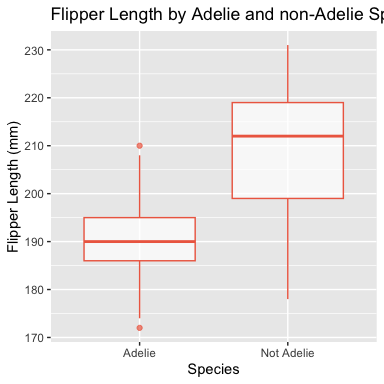 Flipper Length by Adelie and non-Adelie Sp
230
220
210
200
190
180
170
Flipper Length (mm)
Adelie
Not Adelie
Species